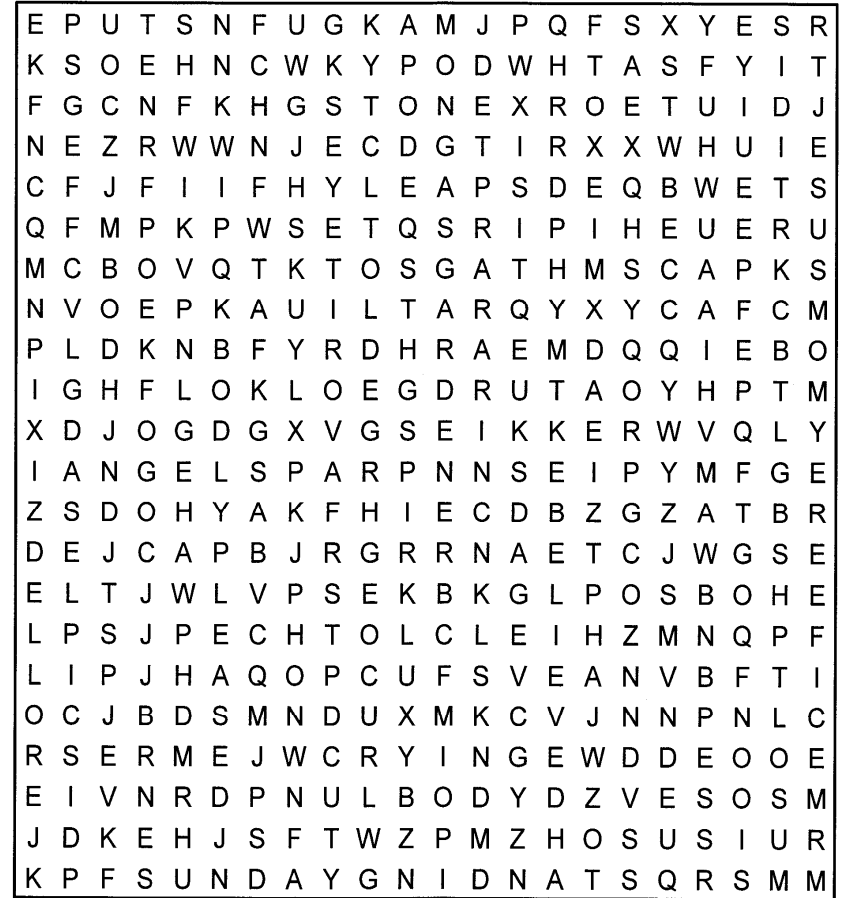 E P U T S N F U G K A M J P Q F S X Y E S R
K S O E H N C W K Y P O D W H T A S F Y I T
F G C N F K H G S T O N E X R O E T U I D J
N E Z R W W N J E C D G T I R X X W H U I E
C F J F I I F H Y L E A P S D E Q B W E T S
Q F M P K P W S E T Q S R I P I H E U E R U
M C B O V Q T K T O S G A T H M S C A P K S
N V O E P K A U I L T A R Q Y X Y C A F C M
P L D K N B F Y R D H R A E M D Q Q I E B O
I G H F L O K L O E G D R U T A O Y H P T M
X D J O G D G X V G S E I K K E R W V Q L Y
I A N G E L S P A R P N N S E I P Y M F G E
Z S D O H Y A K F H I E C D B Z G Z A T B R
D E J C A P B J R G R R N A E T C J W G S E
E L T J W L V P S E K B K G L P O S B O H E
L P S J P E C H T O L C L E I H Z M N Q P F
L I P J H A Q O P C U F S V E A N V B F T I
O C J B D S M N D U X M K C V J N N P N L C
R S E R M E J W C R Y I N G E W D D E O O E
E I V N R D P N U L B O D Y D Z V E S O S M
J D K E H J S F T W Z P M Z H O S U S I U R
K P F S U N D A Y G N I D N A T S Q R S M M